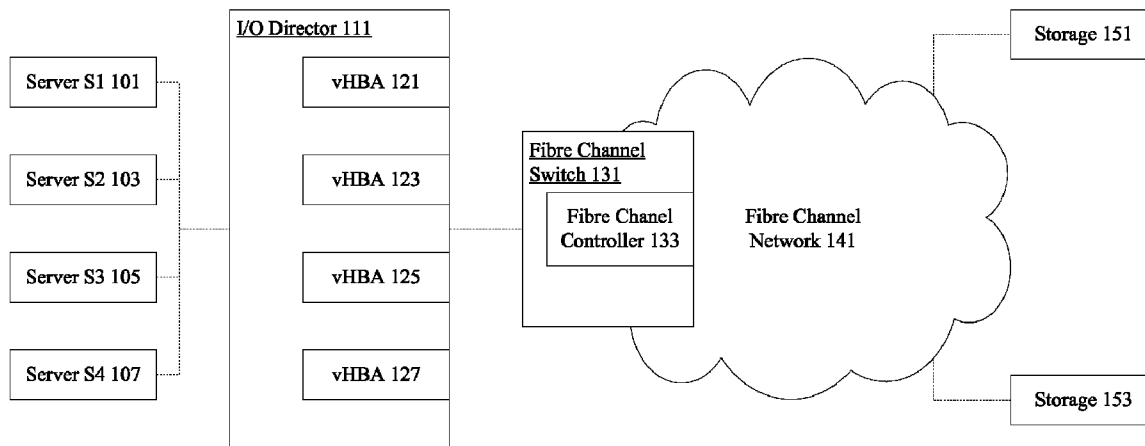 I/O Director 111
Server S1 101
Server S2 103
Server S3 105
Server S4 107
vHBA 121
vHBA 123
vHBA 125
vHBA 127
Fibre Channel
Switch 131
Fibre Chanel
Controller 133
Fibre Channel
Network 141
Storage 151
Storage 153